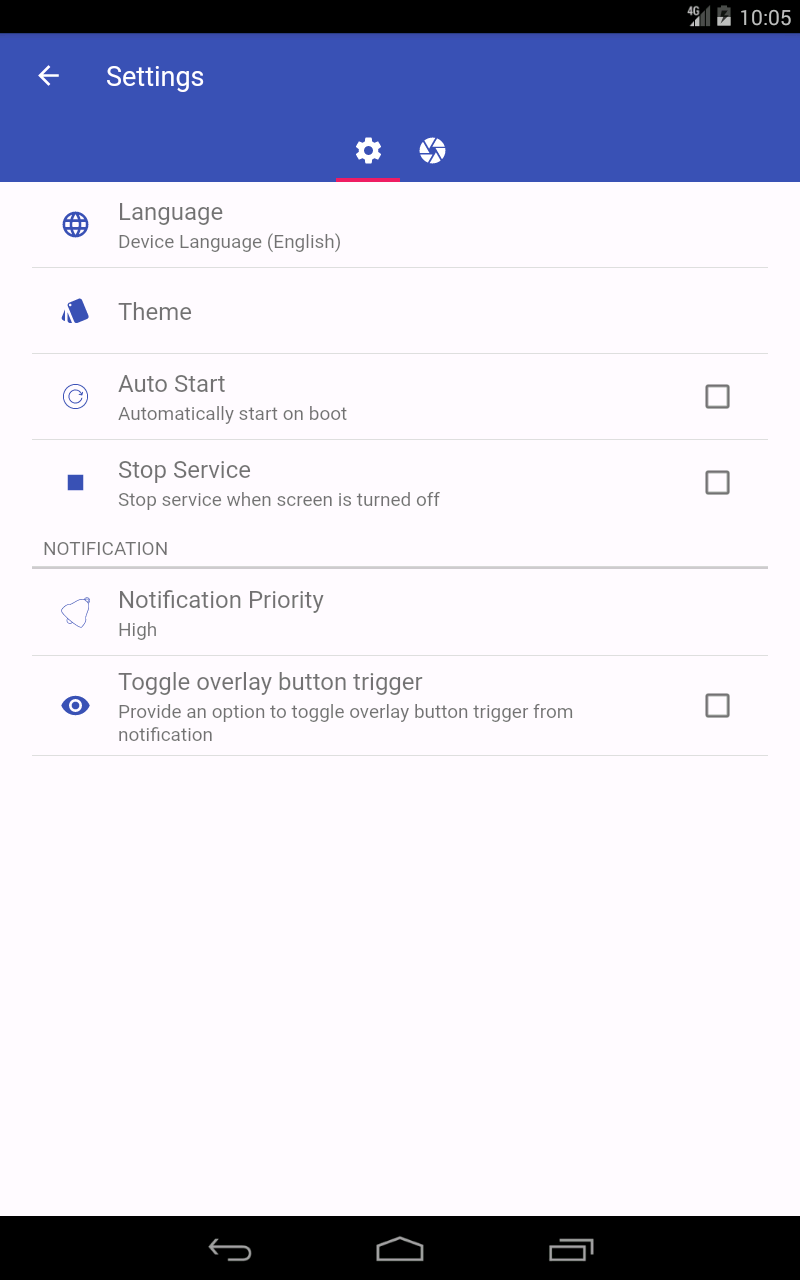 4G 10:05
Settings
Language
Device Language (English)
Theme
Auto Start
Automatically start on boot
Stop Service
Stop service when screen is turned off
NOTIFICATION
Notification Priority
High
Toggle overlay button trigger
Provide an option to toggle overlay button trigger from
notification